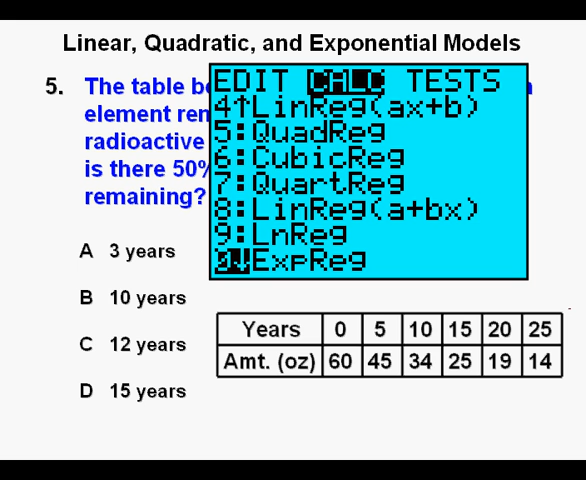 Linear, Quadratic, and Exponential Models
5. The table b
element ren
radioactive
is there 50%
remaining?
EDIT CALC TESTS
4↑LinReg(ax+b)
5:QuadReg
6:CubicReg
7:QuartReg
8:LinReg(a+bx)
9:LnReg
0↓ExpReg
A 3 years
B 10 years
C 12 years
D 15 years
Years 0 5 10 15 20 25
Amt. (oz) 60 45 34 25 19 14